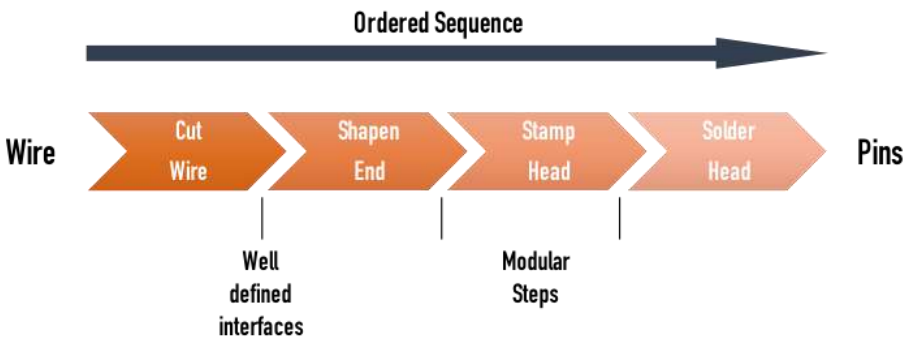 Ordered Sequence
Wire
Cut
Wire
Shapen
End
Stamp
Head
Solder
Head
Pins
Well
defined
interfaces
Modular
Steps